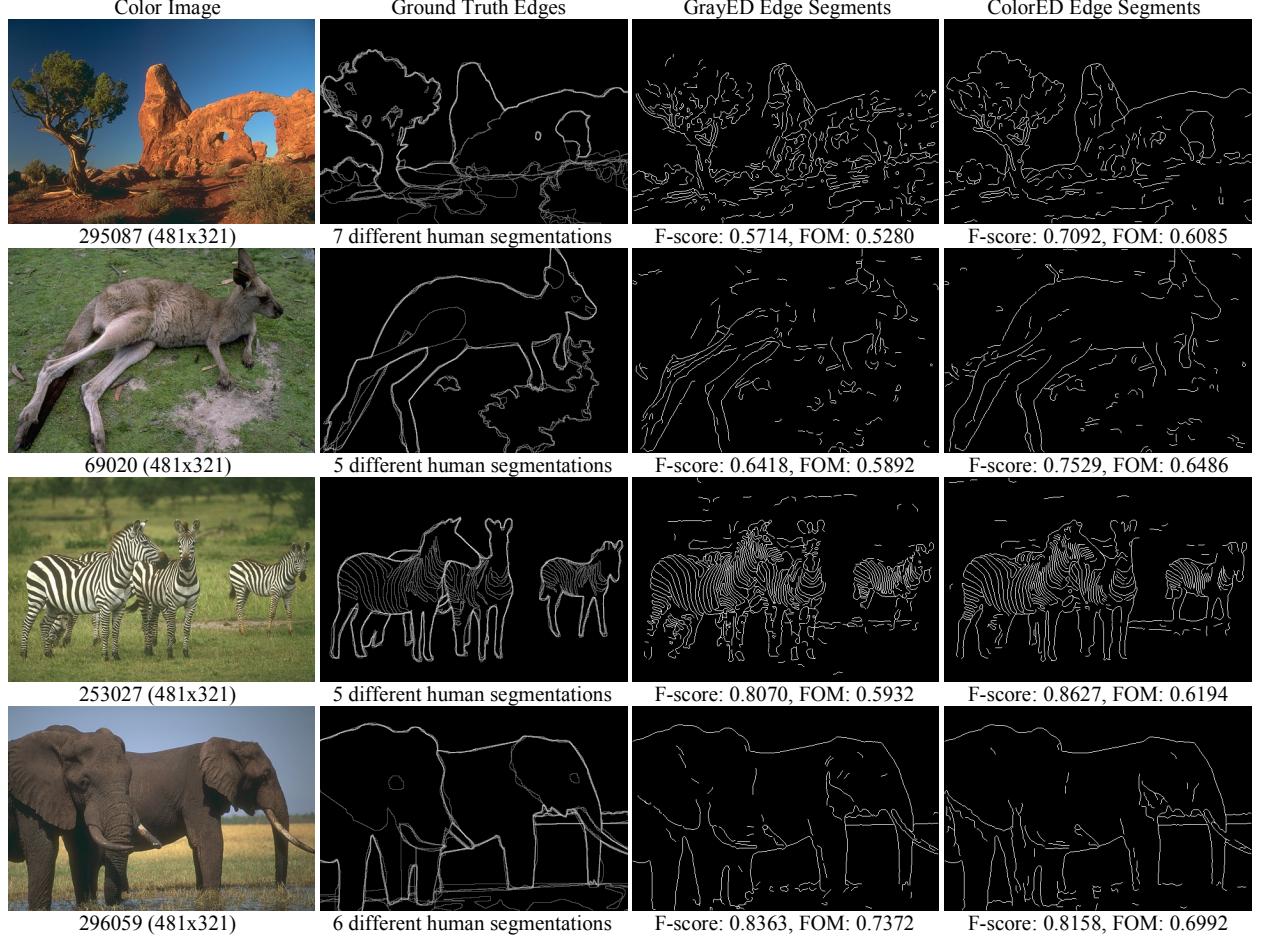 Color Image Ground Truth Edges GrayED Edge Segments ColorED Edge Segments
295087 (481x321) 7 different human segmentations F-score: 0.5714, FOM: 0.5280 F-score: 0.7092, FOM: 0.6085
69020 (481x321) 5 different human segmentations F-score: 0.6418, FOM: 0.5892 F-score: 0.7529, FOM: 0.6486
253027 (481x321) 5 different human segmentations F-score: 0.8070, FOM: 0.5932 F-score: 0.8627, FOM: 0.6194
296059 (481x321) 6 different human segmentations F-score: 0.8363, FOM: 0.7372 F-score: 0.8158, FOM: 0.6992